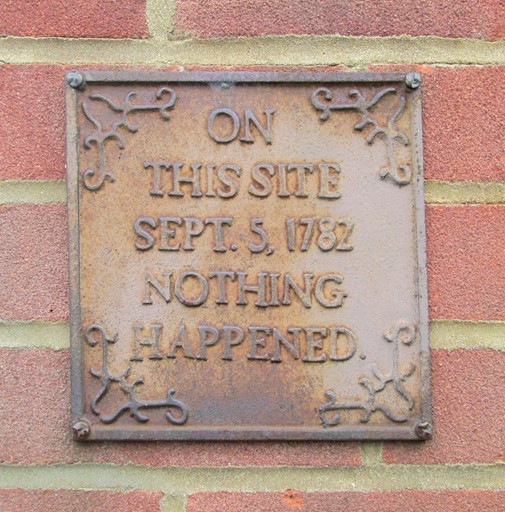 ON
THIS SITE
SEPT. 5, 1782
NOTHING
HAPPENED.